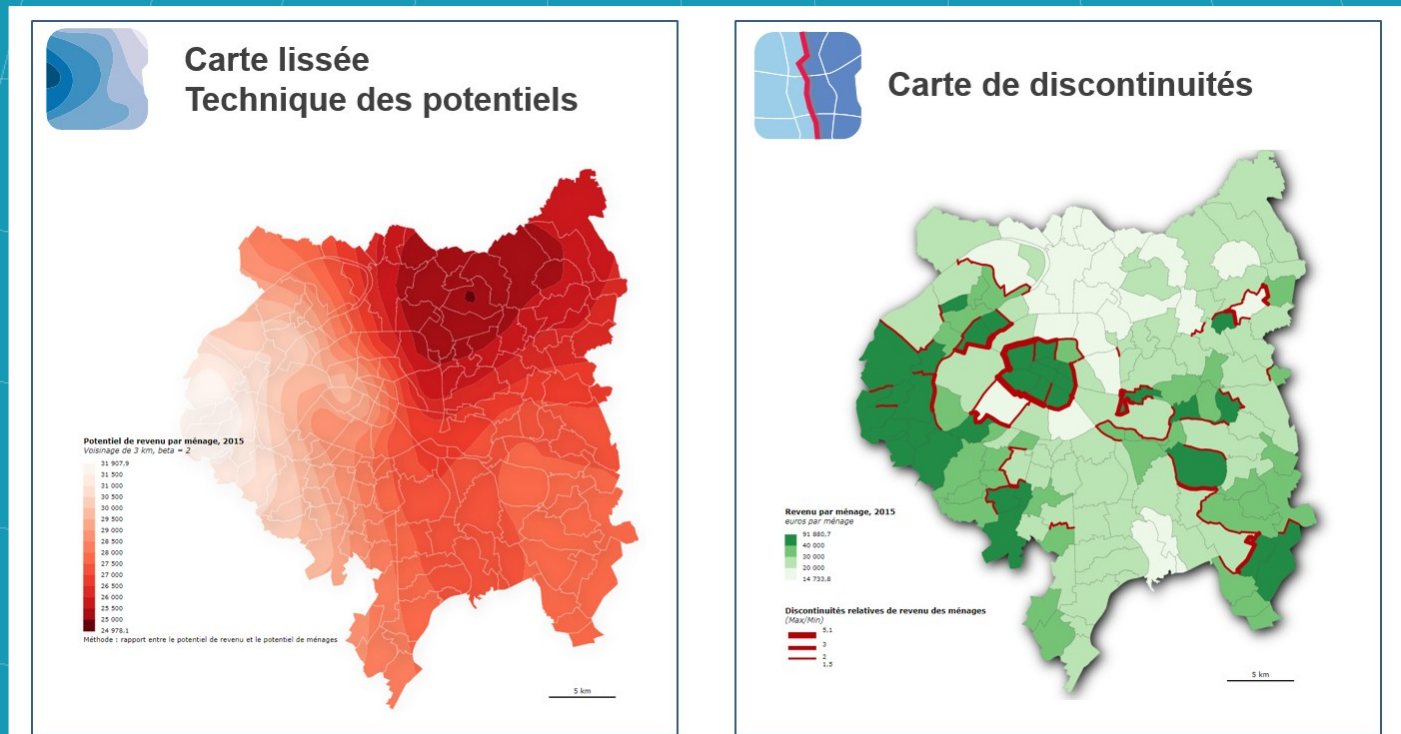 Carte lissée
Technique des potentiels
Potentiel de revenu par ménage, 2015
Voisinage de 3 km, beta = 2
31 907,9
31 500
31 000
30 500
30 000
29 500
29 000
28 500
28 000
27 500
27 000
26 500
26 000
25 500
25 000
24 978,1
Méthode : rapport entre le potentiel de revenu et le potentiel de ménages
5 km
Carte de discontinuités
Revenu par ménage, 2015
euros par ménage
91 880,7
40 000
30 000
20 000
14 733,8
Discontinuités relatives de revenu des ménages
(Max/Min)
5.1
3
2
1.5
5 km